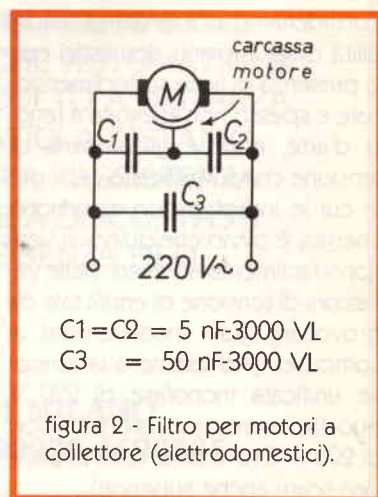 carcassa
motore
M
C1 C2
C3
220 V~
C1 = C2 = 5 nF-3000 VL
C3 = 50 nF-3000 VL
figura 2 - Filtro per motori a
collettore (elettrodomestici).